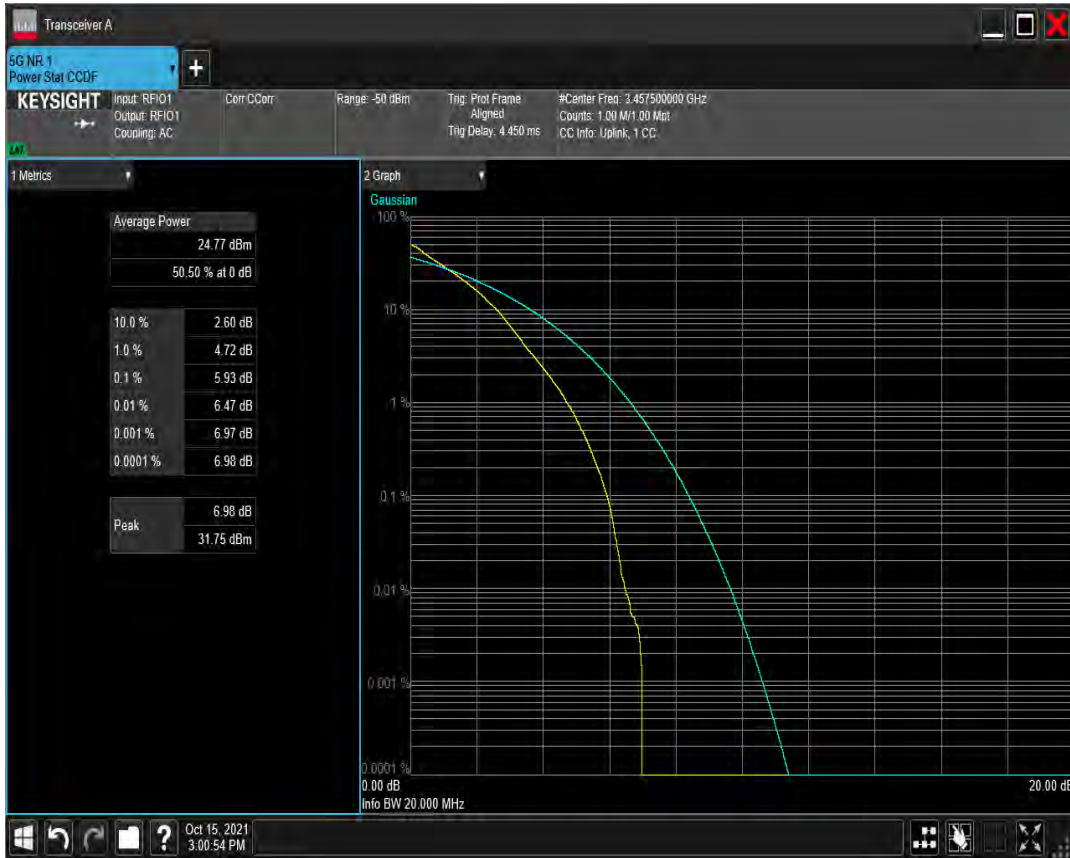 Transceiver A
5G NR 1
Power Stat CCDF
+
KEYSIGHT
Input: RFIO1
Output: RFIO1
Coupling: AC
Corr CCorr
Range: -50 dBm
Trig: Prot Frame
Aligned
Trig Delay: 4.450 ms
#Center Freq: 3.457500000 GHz
Counts: 1.00 M/1.00 Mpt
CC Info: Uplink, 1 CC
1 Metrics
Average Power
24.77 dBm
50.50 % at 0 dB
10.0 % 2.60 dB
1.0 % 4.72 dB
0.1 % 5.93 dB
0.01 % 6.47 dB
0.001 % 6.97 dB
0.0001 % 6.98 dB
Peak
6.98 dB
31.75 dBm
2 Graph
Gaussian
100 %
10 %
1 %
0.1 %
0.01 %
0.001 %
0.0001 %
0.00 dB
20.00 dB
Info BW 20.000 MHz
?
Oct 15, 2021
3:00:54 PM